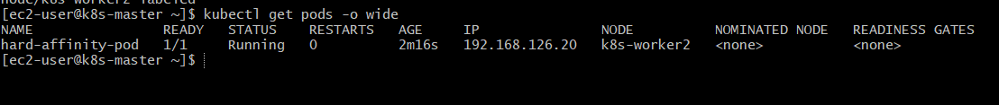 node/k8s-worker2 labeled
[ec2-user@k8s-master ~]$ kubectl get pods -o wide
NAME READY STATUS RESTARTS AGE IP NODE NOMINATED NODE READINESS GATES
hard-affinity-pod 1/1 Running 0 2m16s 192.168.126.20 k8s-worker2 <none> <none>
[ec2-user@k8s-master ~]$